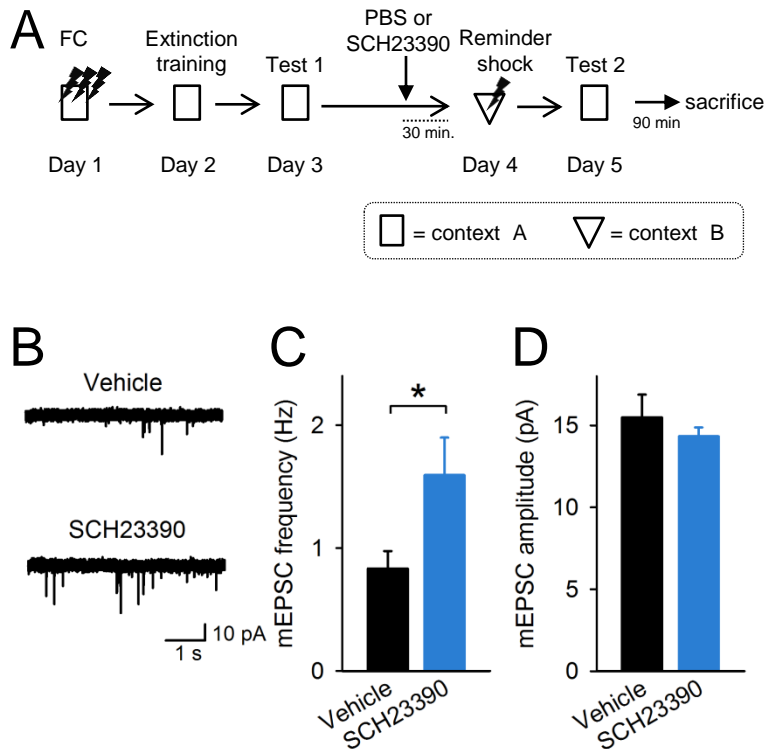 A
FC
Extinction
training
Test 1
PBS or
SCH23390
Reminder
shock
Test 2
30 min.
90 min
sacrifice
Day 1
Day 2
Day 3
Day 4
Day 5
= context A
= context B
B
Vehicle
SCH23390
10 pA
1 s
C
mEPSC frequency (Hz)
2
1
0
*
Vehicle
SCH23390
D
mEPSC amplitude (pA)
15
10
5
0
Vehicle
SCH23390